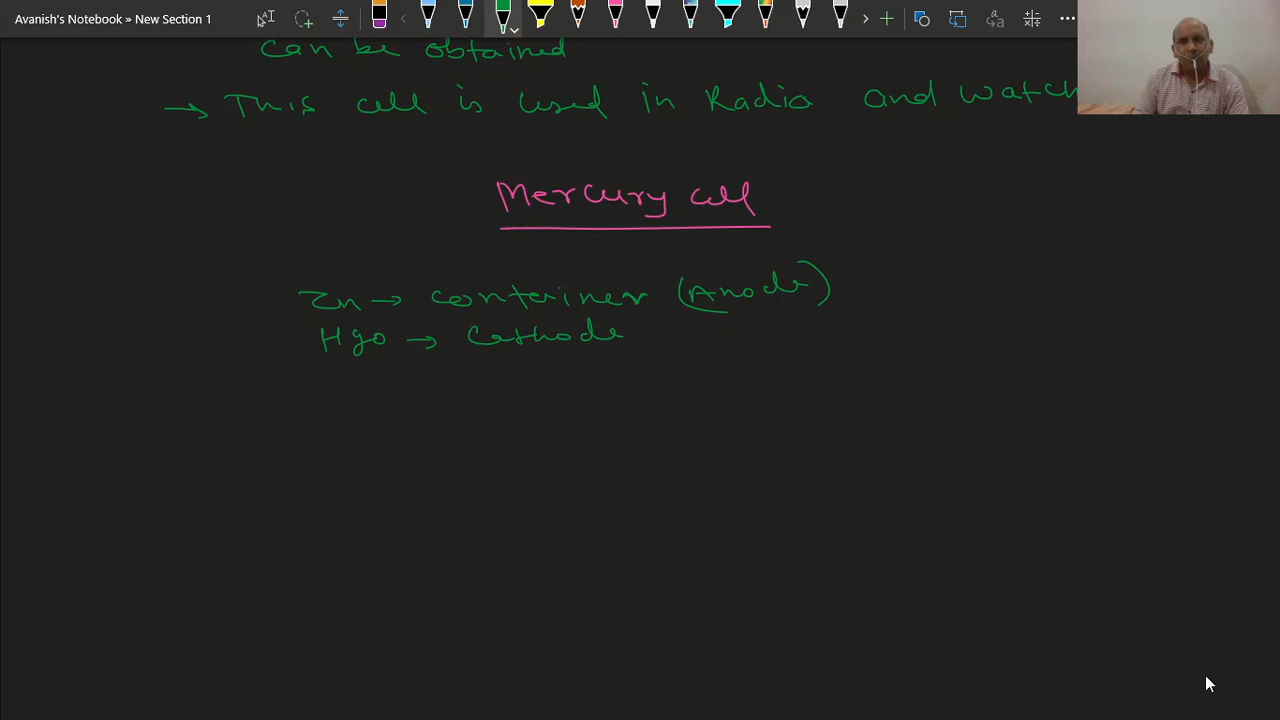 Avanish's Notebook » New Section 1
can be obtained
→ This cell is used in Radio and watch
Mercury cell
Zn → container (Anode)
HgO → Cathode